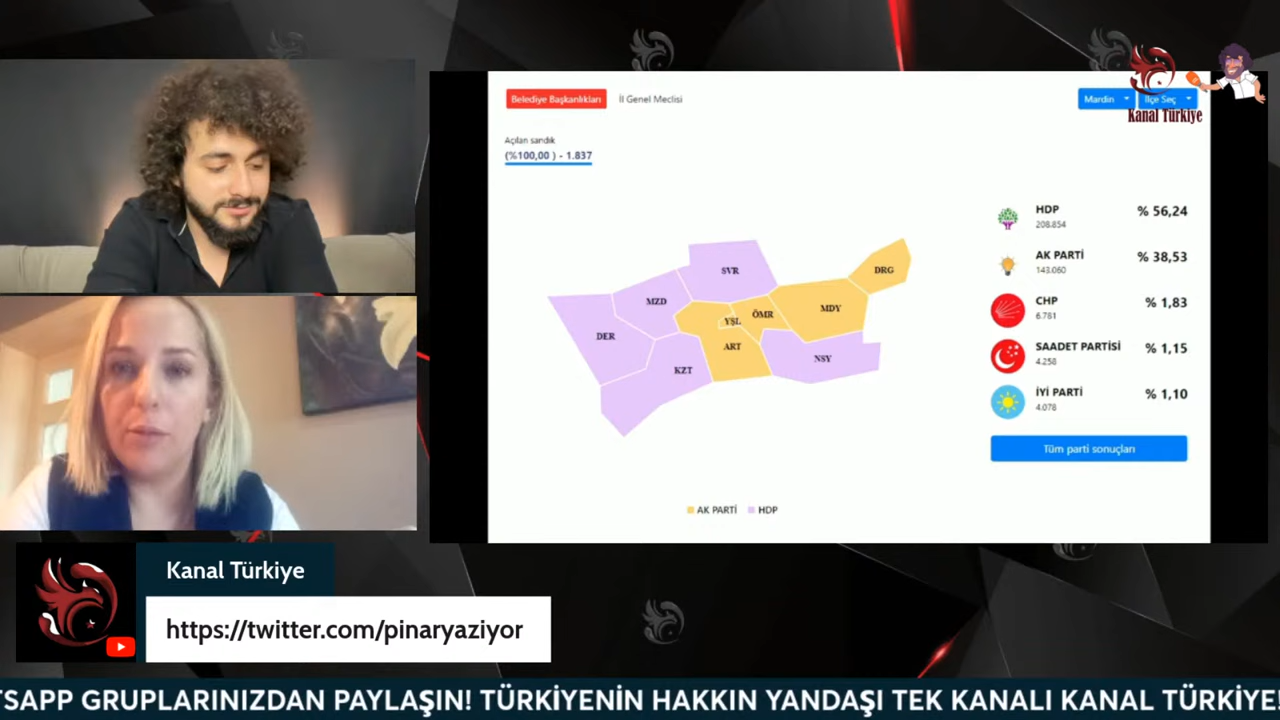 Belediye Başkanlıkları
İl Genel Meclisi
Mardin
İlçe Seç
Kanal Türkiye
Açılan sandık
(%100,00 ) - 1.837
HDP
% 56,24
208.854
AK PARTİ
% 38,53
143.060
CHP
% 1,83
6.781
SAADET PARTİSİ
% 1,15
4.258
İYİ PARTİ
% 1,10
4.078
Tüm parti sonuçları
SVR
DRG
MZD
MDY
ÖMR
YŞL
DER
ART
NSY
KZT
AK PARTİ
HDP
Kanal Türkiye
https://twitter.com/pinaryaziyor
TSAPP GRUPLARINIZDAN PAYLAŞIN! TÜRKİYENİN HAKKIN YANDAŞI TEK KANALI KANAL TÜRKİYE